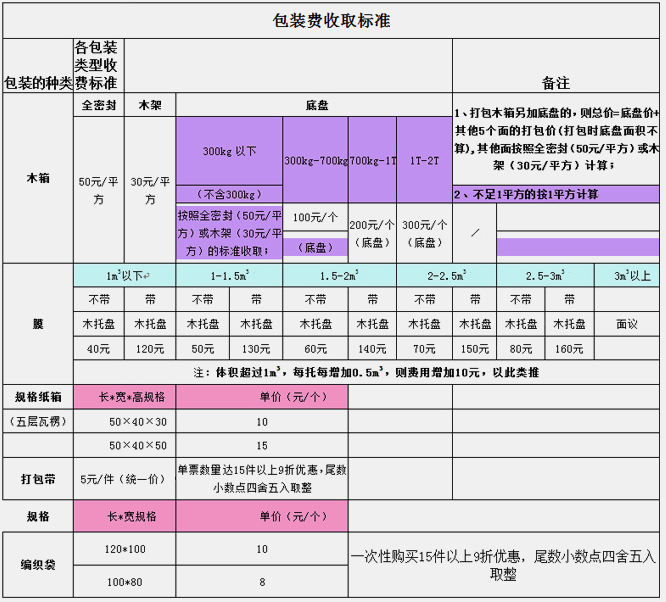 包装费收取标准
包装的种类
各包装
类型收
费标准
备注
木箱
全密封
木架
底盘
50元/平
方
30元/平
方
300kg 以下
(不含300kg)
按照全密封(50元/平
方)或木架(30元/平
方)的标准收取;
300kg-700kg
100元/个
(底盘)
700kg-1T
200元/个
(底盘)
1T-2T
300元/个
(底盘)
/
1、打包木箱另加底盘的,则总价=底盘价+
其他5个面的打包价(打包时底盘面积不
算),其他面按照全密封(50元/平方)或木
架(30元/平方)计算;
2、不足1平方的按1平方计算
膜
1m³以下↵
1-1.5m³
1.5-2m³
2-2.5m³
2.5-3m³
3m³以上
不带 带 不带 带 不带 带 不带 带 不带 带
木托盘 木托盘 木托盘 木托盘 木托盘 木托盘 木托盘 木托盘 木托盘 木托盘 面议
40元 120元 50元 130元 60元 140元 70元 150元 80元 160元
注:体积超过1m³,每托每增加0.5m³,则费用增加10元,以此类推
规格纸箱 长*宽*高规格 单价(元/个)
(五层瓦楞) 50×40×30 10
50×40×50 15
打包带 5元/件(统一价)
单票数量达15件以上9折优惠,尾数
小数点四舍五入取整
规格 长*宽规格 单价(元/个)
编织袋
120*100 10
100*80 8
一次性购买15件以上9折优惠,尾数小数点四舍五入
取整